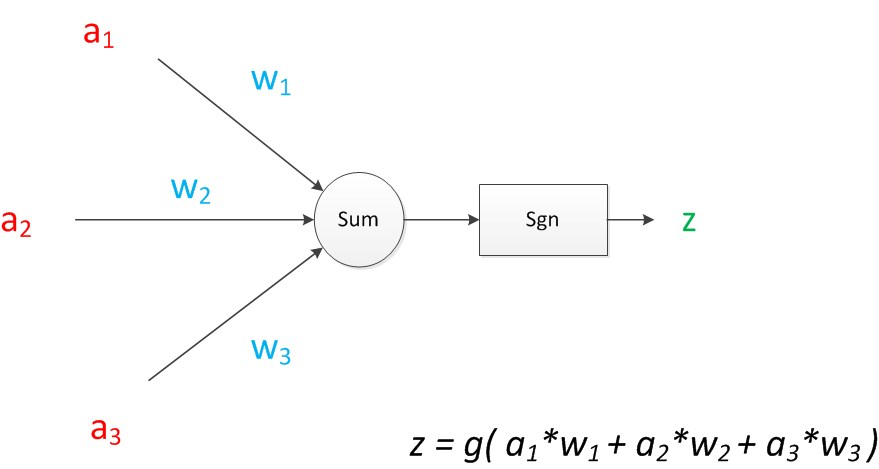 a₁
w₁
w₂
a₂
Sum
Sgn
z
w₃
a₃
z = g( a₁*w₁ + a₂*w₂ + a₃*w₃ )